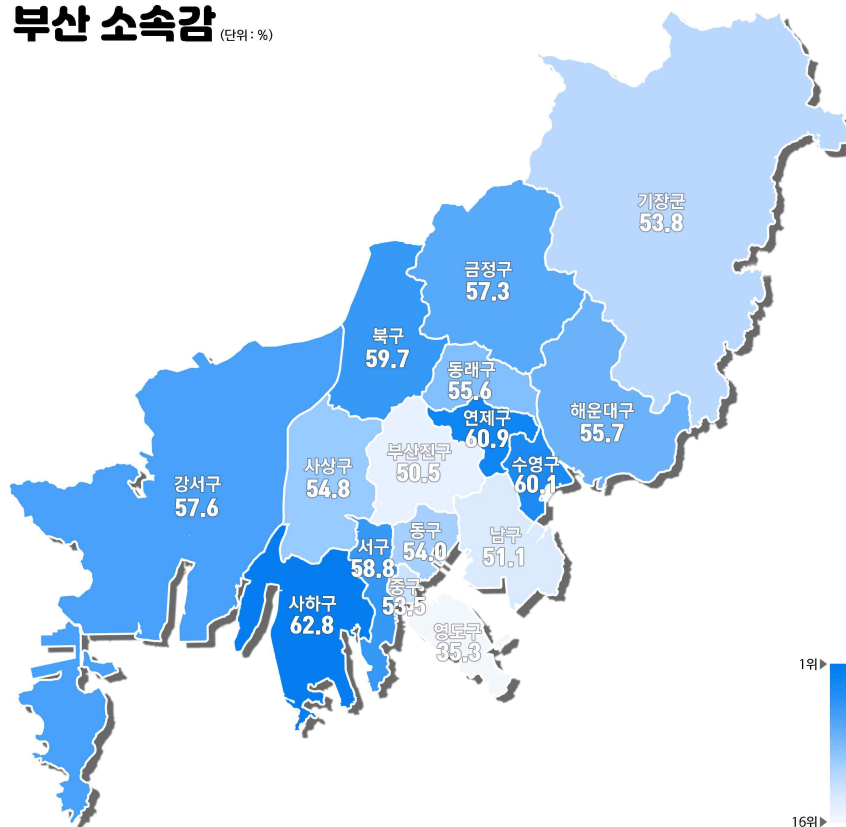 부산 소속감 (단위 : %)
기장군
53.8
금정구
57.3
북구
59.7
동래구
55.6
해운대구
55.7
연제구
60.9
수영구
60.1
부산진구
50.5
사상구
54.8
강서구
57.6
동구
54.0
남구
51.1
서구
58.8
중구
53.5
사하구
62.8
영도구
35.3
1위▶
16위▶